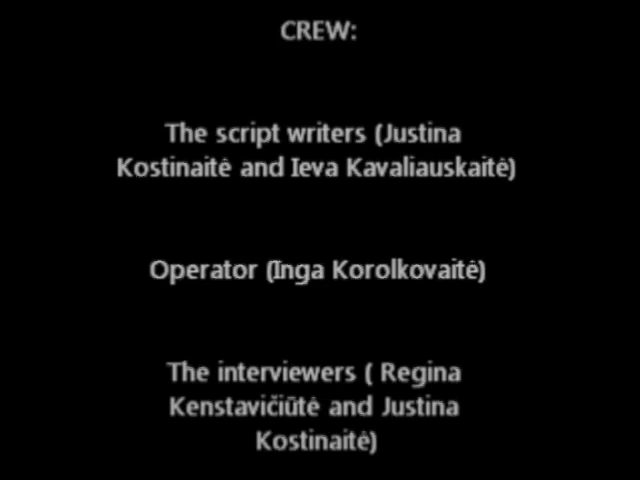 CREW:
The script writers (Justina
Kostinaitė and Ieva Kavaliauskaitė)
Operator (Inga Korolkovaitė)
The interviewers ( Regina
Kenstavičiūtė and Justina
Kostinaitė)